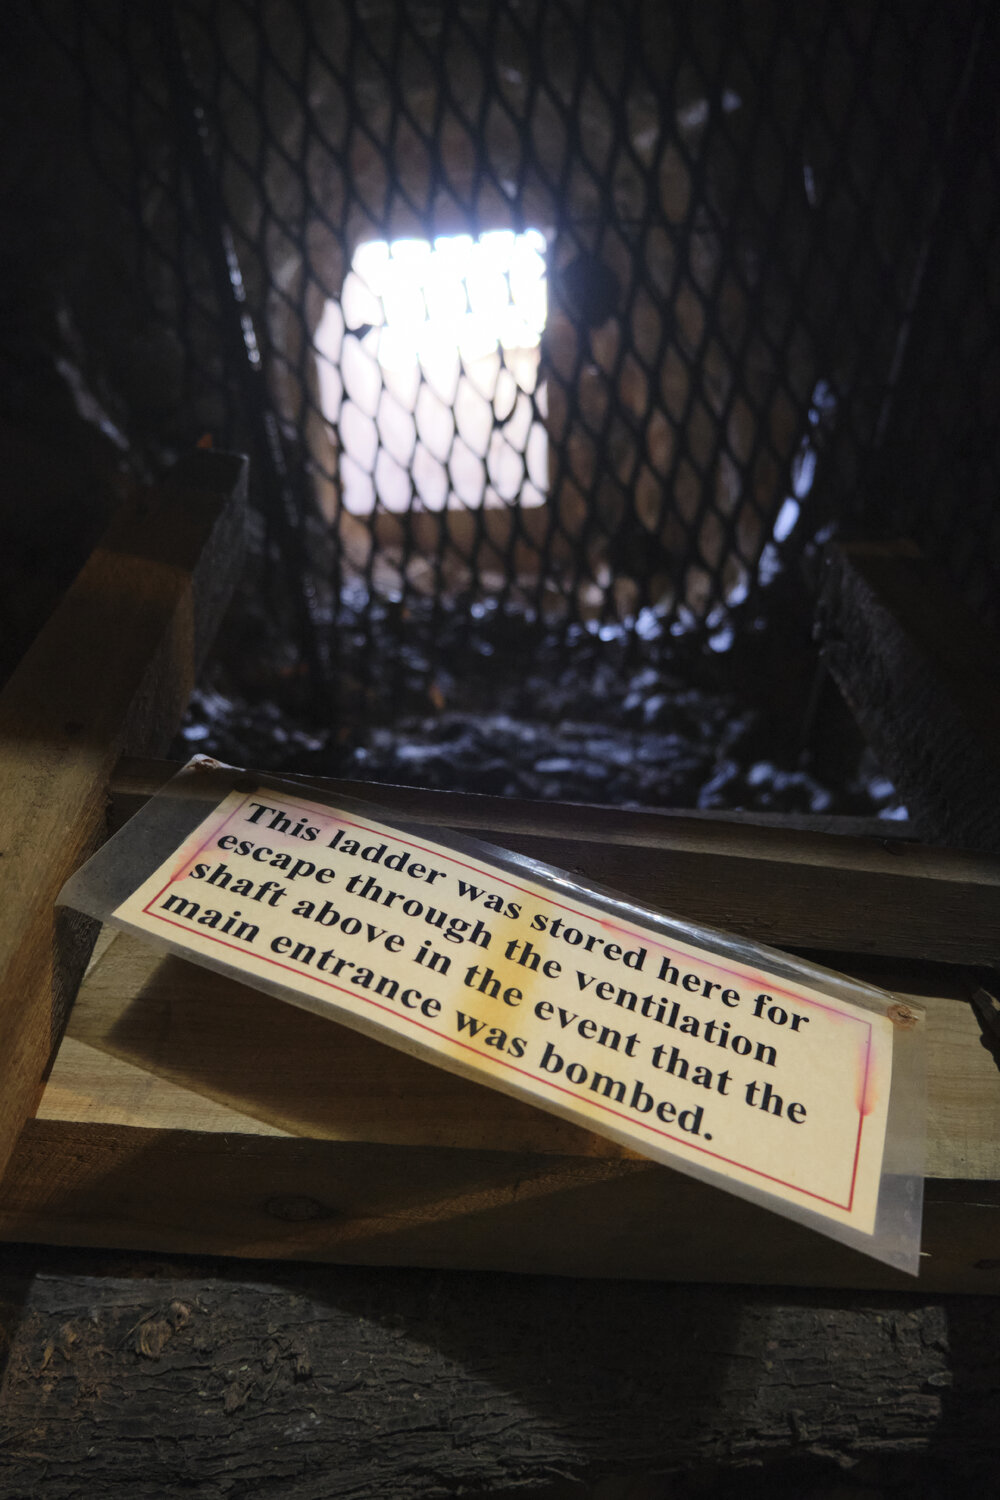 This ladder was stored here for
escape through the ventilation
shaft above in the event that the
main entrance was bombed.